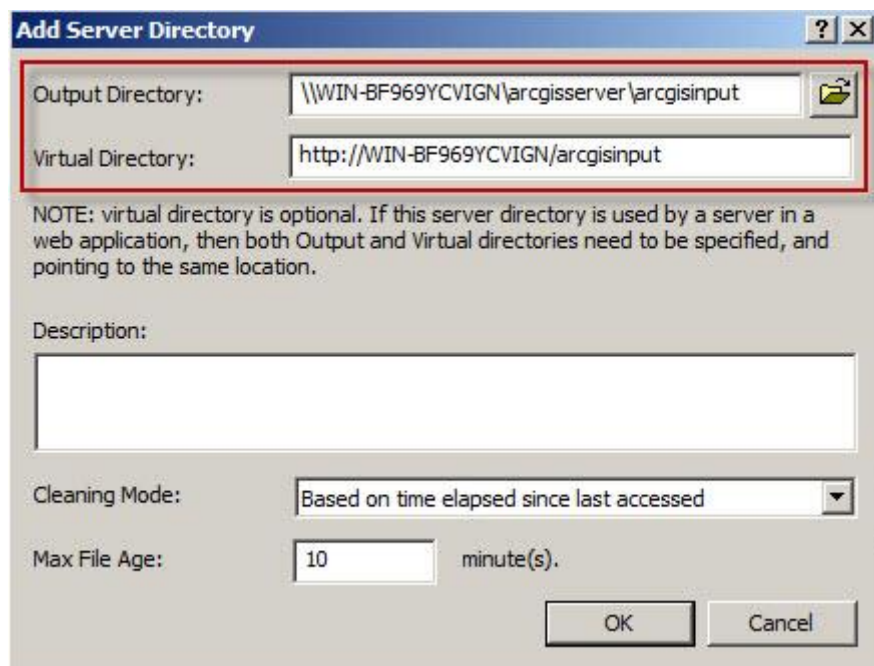 Add Server Directory
Output Directory: \\WIN-BF969YCVIGN\arcgisserver\arcgisinput
Virtual Directory: http://WIN-BF969YCVIGN/arcgisinput
NOTE: virtual directory is optional. If this server directory is used by a server in a
web application, then both Output and Virtual directories need to be specified, and
pointing to the same location.
Description:
Cleaning Mode: Based on time elapsed since last accessed
Max File Age: 10 minute(s).
OK Cancel